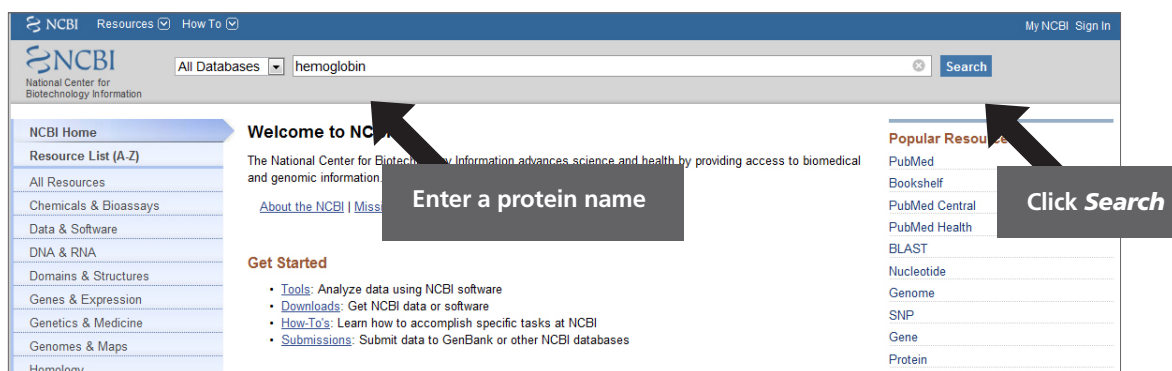 NCBI Resources How To My NCBI Sign In
NCBI
National Center for
Biotechnology Information
All Databases hemoglobin Search
NCBI Home
Resource List (A-Z)
All Resources
Chemicals & Bioassays
Data & Software
DNA & RNA
Domains & Structures
Genes & Expression
Genetics & Medicine
Genomes & Maps
Homology
Welcome to NC
The National Center for Biotech y Information advances science and health by providing access to biomedical
and genomic information.
About the NCBI | Missi
Enter a protein name
Get Started
• Tools: Analyze data using NCBI software
• Downloads: Get NCBI data or software
• How-To's: Learn how to accomplish specific tasks at NCBI
• Submissions: Submit data to GenBank or other NCBI databases
Popular Resou
PubMed
Bookshelf
PubMed Central
PubMed Health
BLAST
Nucleotide
Genome
SNP
Gene
Protein
Click Search